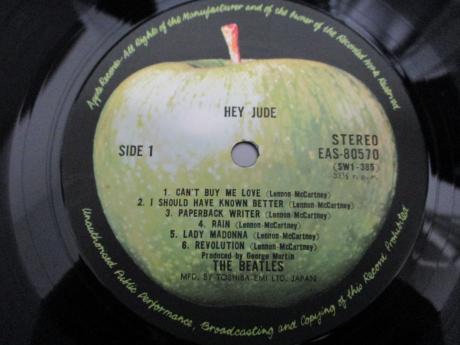 Apple Records-All Rights of the Manufacturer and of the Owner of the Recorded Work Reserved
HEY JUDE
SIDE 1
STEREO
EAS-80570
(SW1-385)
33⅓ r.p.m.
1. CAN'T BUY ME LOVE (Lennon-McCartney)
2. I SHOULD HAVE KNOWN BETTER (Lennon-McCartney)
3. PAPERBACK WRITER (Lennon-McCartney)
4. RAIN (Lennon-McCartney)
5. LADY MADONNA (Lennon-McCartney)
6. REVOLUTION (Lennon-McCartney)
Produced by George Martin
THE BEATLES
MFD. BY TOSHIBA EMI LTD. JAPAN
Unauthorised Public Performance, Broadcasting and Copying of this Record Prohibited